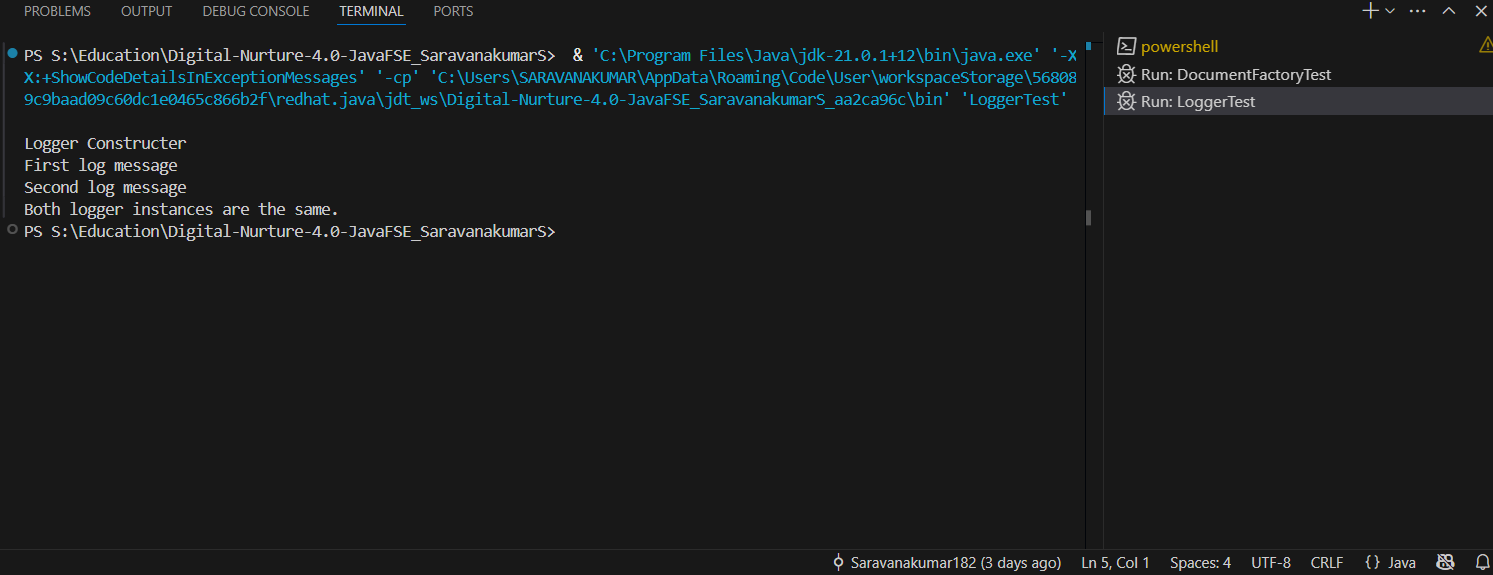 PROBLEMS OUTPUT DEBUG CONSOLE TERMINAL PORTS
PS S:\Education\Digital-Nurture-4.0-JavaFSE_SaravanakumarS> & 'C:\Program Files\Java\jdk-21.0.1+12\bin\java.exe' '-X
X:+ShowCodeDetailsInExceptionMessages' '-cp' 'C:\Users\SARAVANAKUMAR\AppData\Roaming\Code\User\workspaceStorage\56808
9c9baad09c60dc1e0465c866b2f\redhat.java\jdt_ws\Digital-Nurture-4.0-JavaFSE_SaravanakumarS_aa2ca96c\bin' 'LoggerTest'
Logger Constructer
First log message
Second log message
Both logger instances are the same.
PS S:\Education\Digital-Nurture-4.0-JavaFSE_SaravanakumarS>
powershell
Run: DocumentFactoryTest
Run: LoggerTest
Saravanakumar182 (3 days ago) Ln 5, Col 1 Spaces: 4 UTF-8 CRLF {} Java